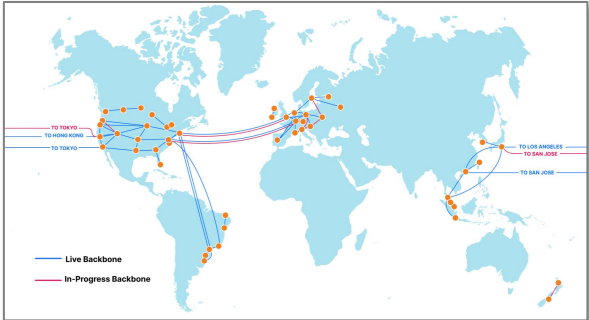 TO TOKYO
TO HONG KONG
TO TOKYO
TO LOS ANGELES
TO SAN JOSE
TO SAN JOSE
Live Backbone
In-Progress Backbone